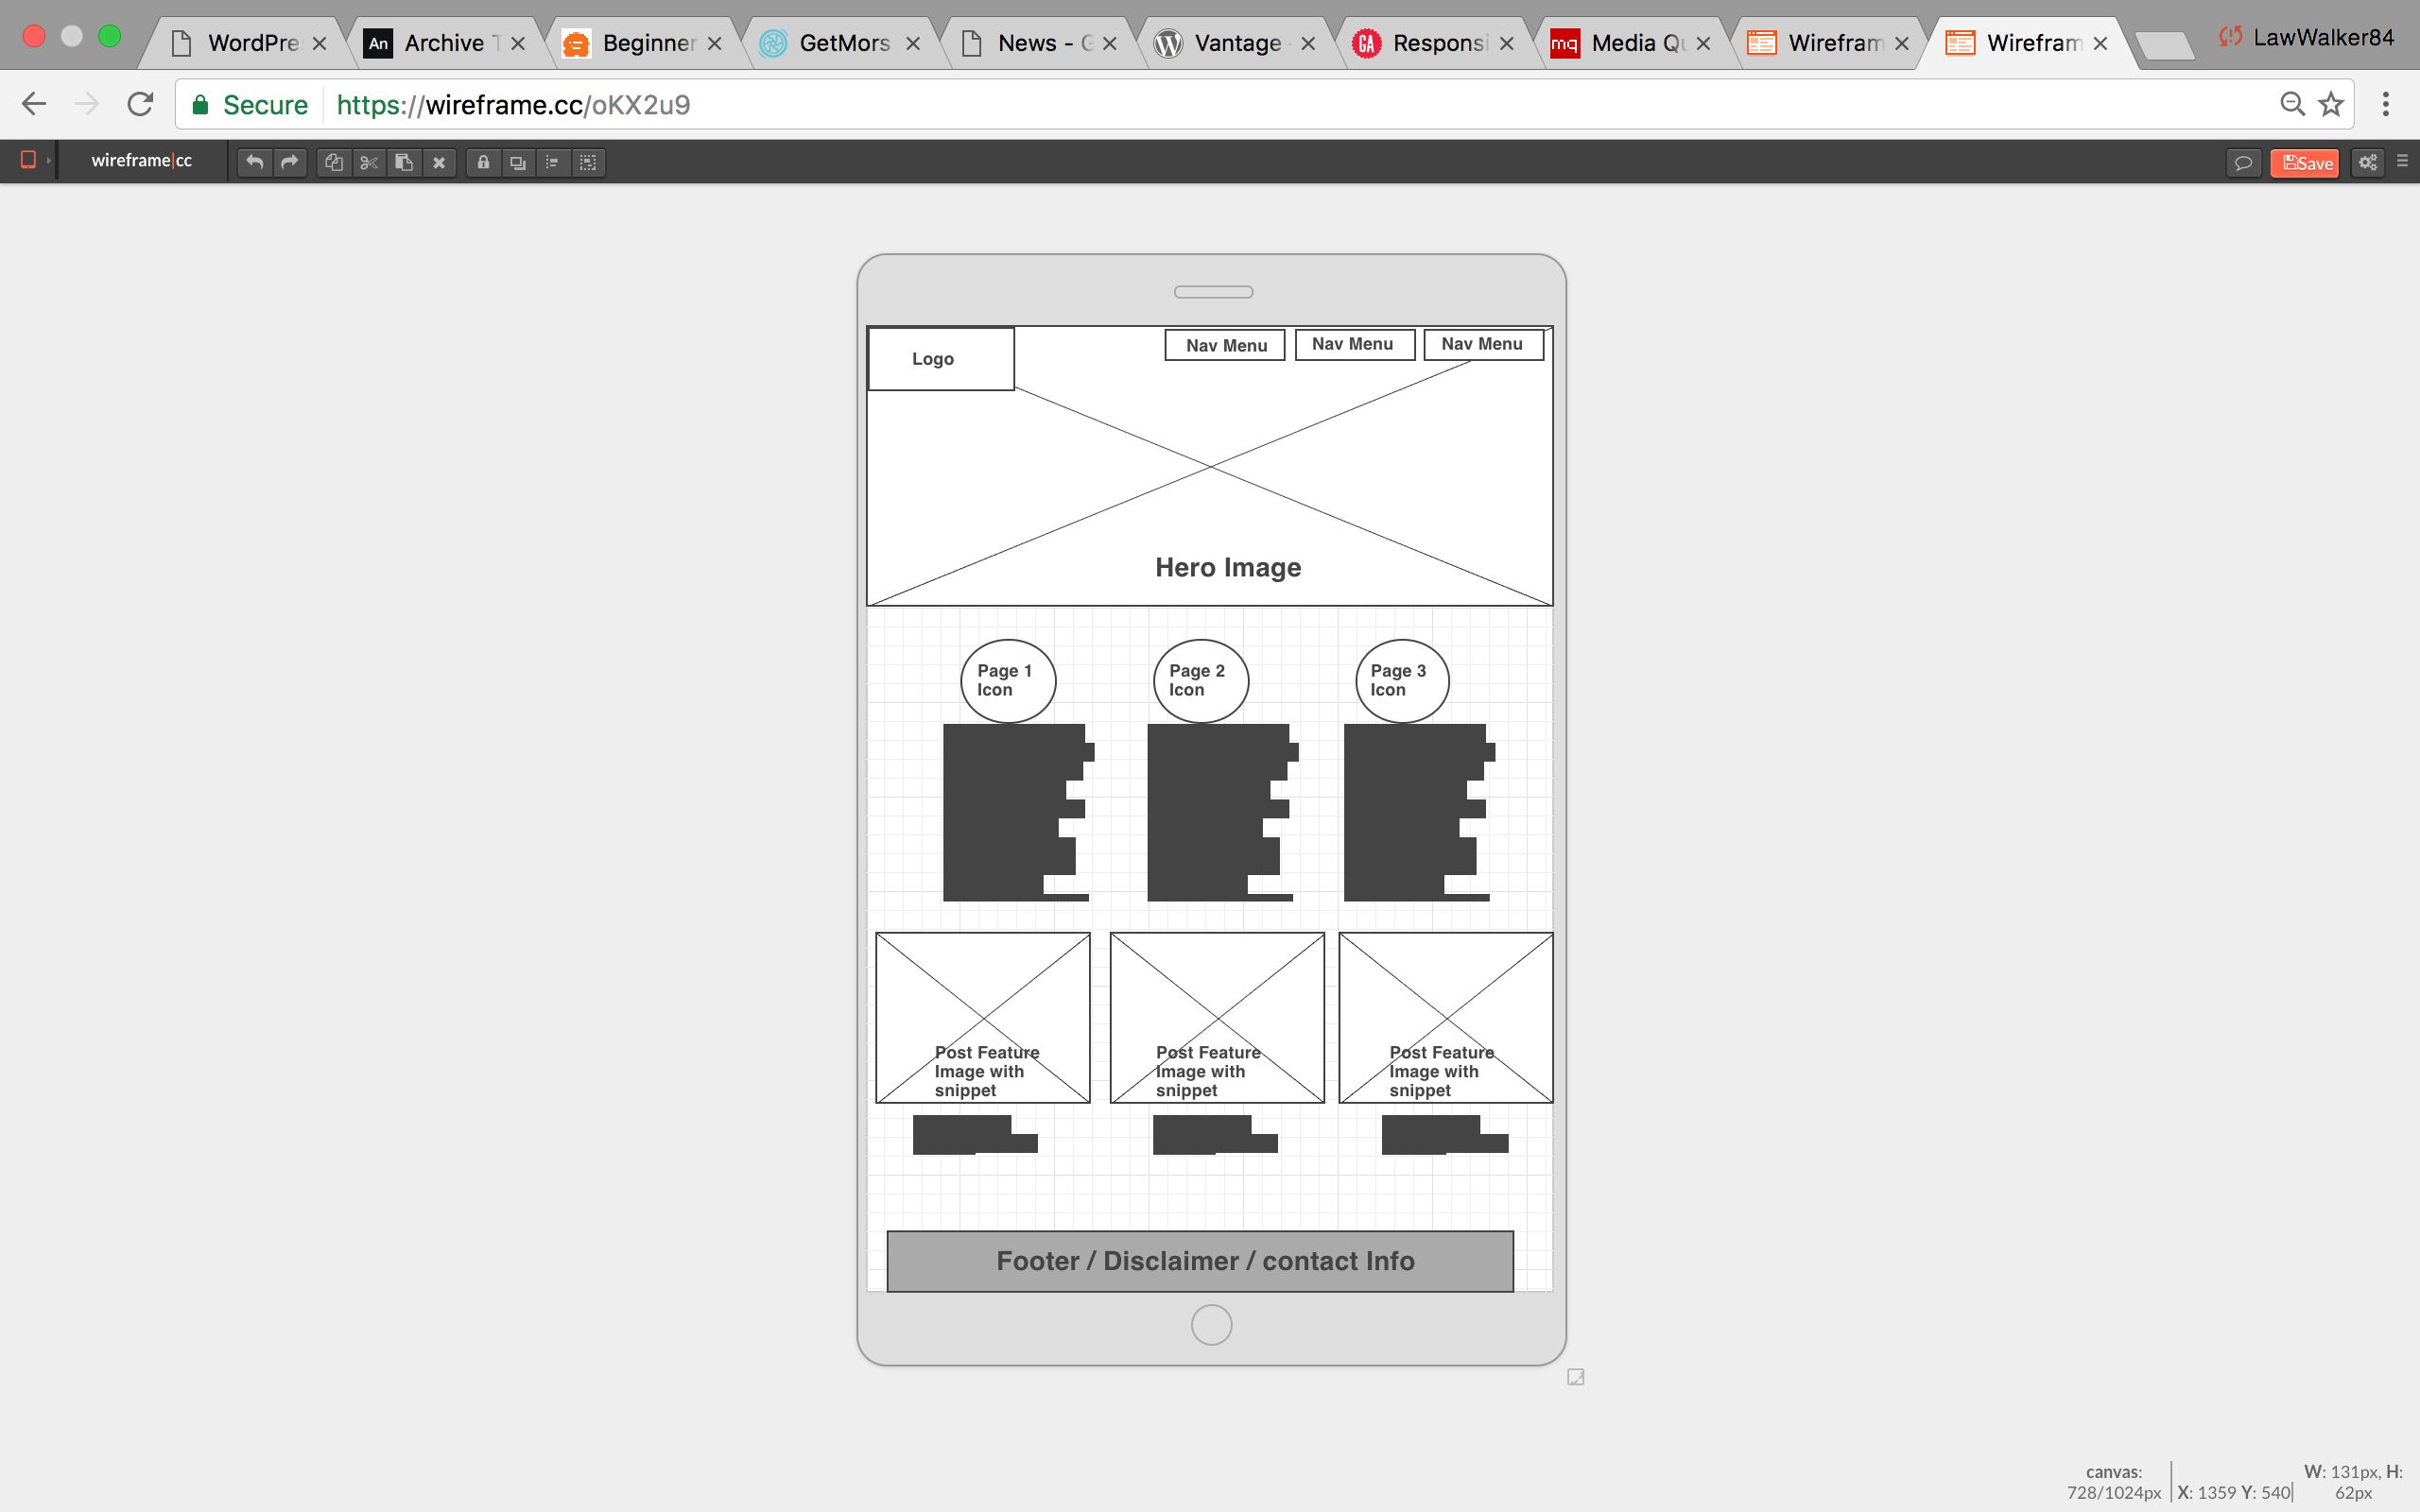 WordPre
An Archive T
Beginner
GetMors
News - G
Vantage
GA Responsi
mq Media Qu
Wirefram
Wirefram
LawWalker84
Secure https://wireframe.cc/oKX2u9
wireframe|cc
Save
Logo
Nav Menu
Nav Menu
Nav Menu
Hero Image
Page 1
Icon
Page 2
Icon
Page 3
Icon
Post Feature
Image with
snippet
Post Feature
Image with
snippet
Post Feature
Image with
snippet
Footer / Disclaimer / contact Info
canvas:
728/1024px
X: 1359 Y: 540
W: 131px, H:
62px